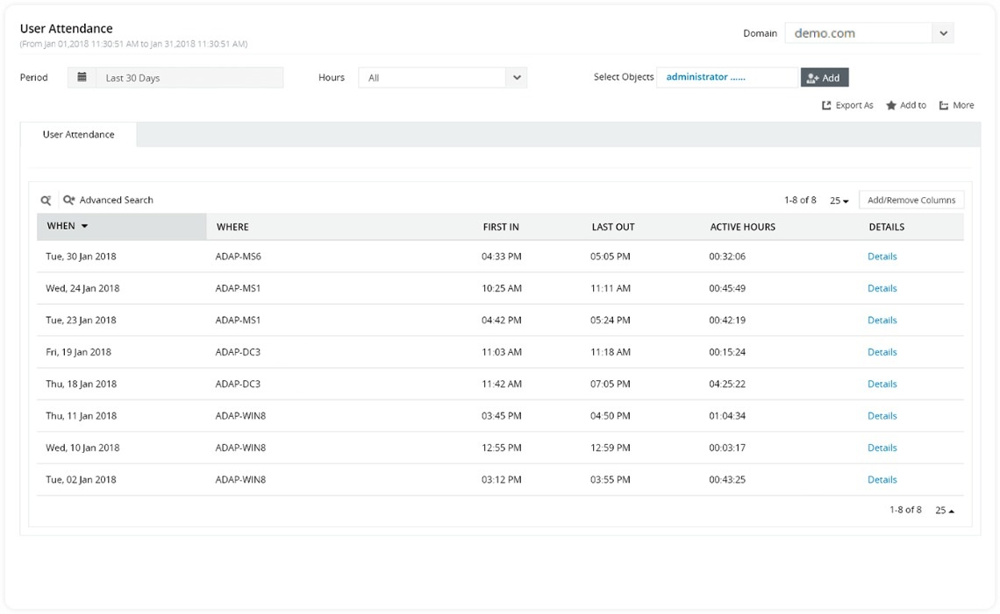 User Attendance
(From Jan 01,2018 11:30:51 AM to Jan 31,2018 11:30:51 AM)
Domain demo.com
Period Last 30 Days Hours All Select Objects administrator ...... Add
Export As Add to More
User Attendance
Advanced Search 1-8 of 8 25 Add/Remove Columns
WHEN WHERE FIRST IN LAST OUT ACTIVE HOURS DETAILS
Tue, 30 Jan 2018 ADAP-MS6 04:33 PM 05:05 PM 00:32:06 Details
Wed, 24 Jan 2018 ADAP-MS1 10:25 AM 11:11 AM 00:45:49 Details
Tue, 23 Jan 2018 ADAP-MS1 04:42 PM 05:24 PM 00:42:19 Details
Fri, 19 Jan 2018 ADAP-DC3 11:03 AM 11:18 AM 00:15:24 Details
Thu, 18 Jan 2018 ADAP-DC3 11:42 AM 07:05 PM 04:25:22 Details
Thu, 11 Jan 2018 ADAP-WIN8 03:45 PM 04:50 PM 01:04:34 Details
Wed, 10 Jan 2018 ADAP-WIN8 12:55 PM 12:59 PM 00:03:17 Details
Tue, 02 Jan 2018 ADAP-WIN8 03:12 PM 03:55 PM 00:43:25 Details
1-8 of 8 25